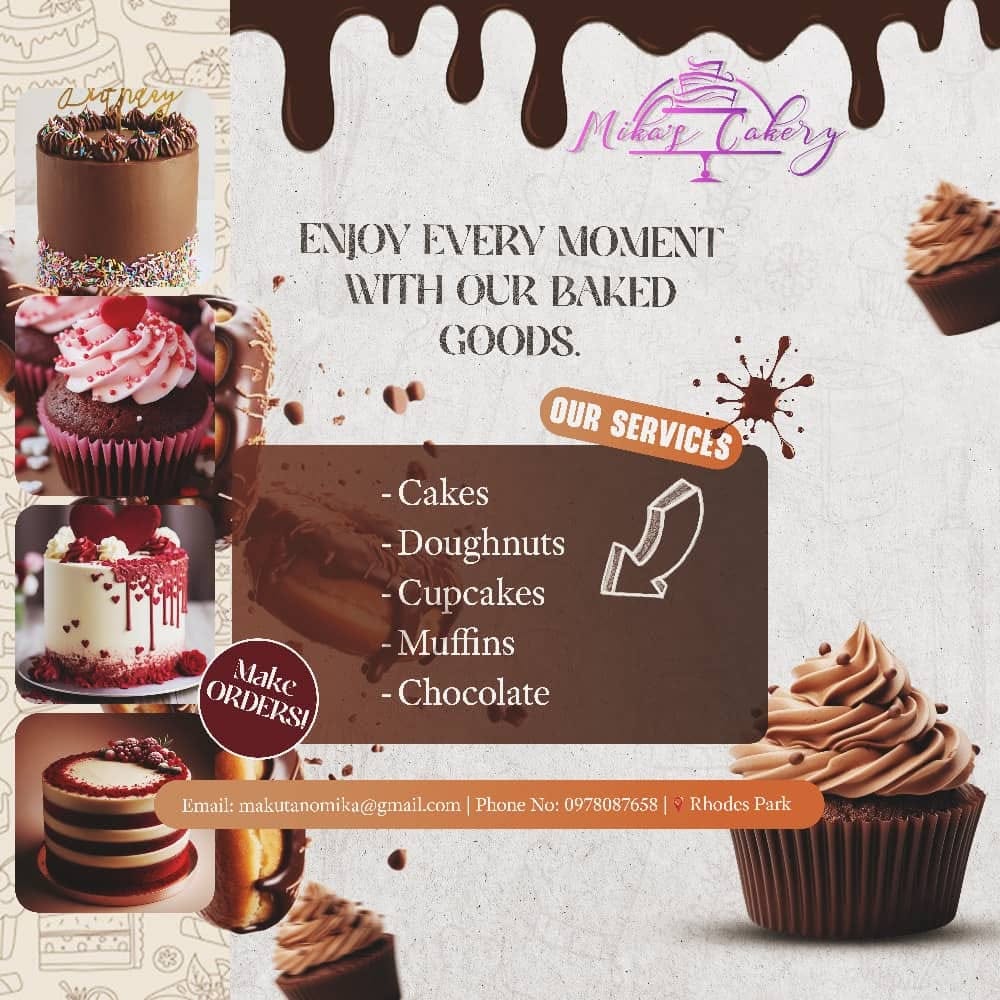 Mika's Cakery
ENJOY EVERY MOMENT
WITH OUR BAKED
GOODS.
OUR SERVICES
- Cakes
- Doughnuts
- Cupcakes
- Muffins
- Chocolate
Make
ORDERS!
Email: makutanomika@gmail.com | Phone No: 0978087658 | Rhodes Park